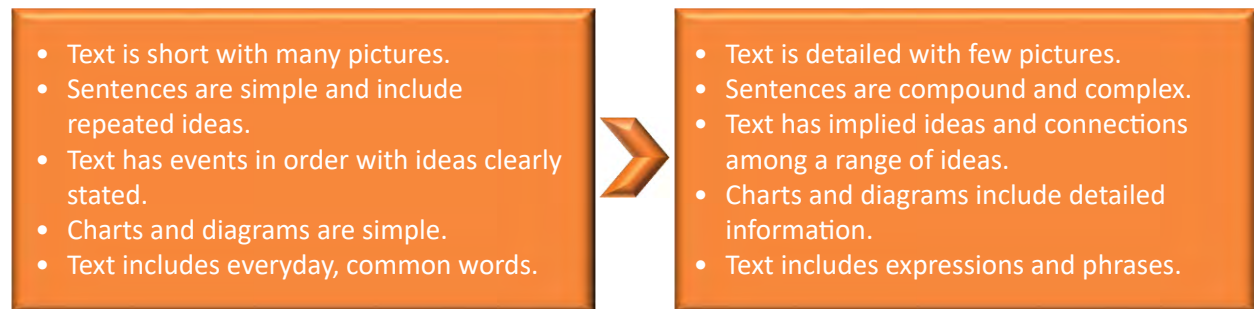 • Text is short with many pictures.
• Sentences are simple and include
repeated ideas.
• Text has events in order with ideas clearly
stated.
• Charts and diagrams are simple.
• Text includes everyday, common words.
• Text is detailed with few pictures.
• Sentences are compound and complex.
• Text has implied ideas and connections
among a range of ideas.
• Charts and diagrams include detailed
information.
• Text includes expressions and phrases.